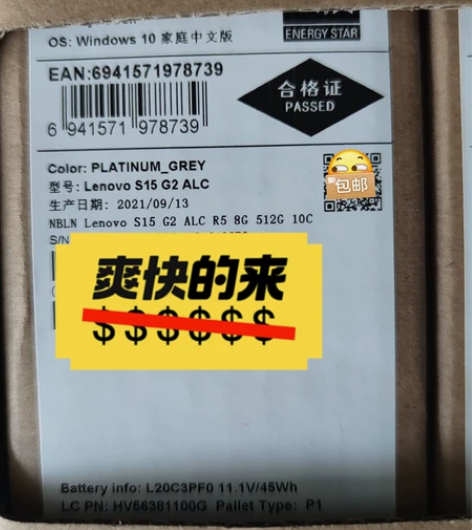 OS: Windows 10 家庭中文版
ENERGY STAR
EAN:6941571978739
合格证
PASSED
6 941571 978739
Color: PLATINUM_GREY
型号: Lenovo S15 G2 ALC
包邮
生产日期: 2021/09/13
NBLN Lenovo S15 G2 ALC R5 8G 512G 10C
S/N
爽快的来
$$$$$$
Battery info: L20C3PF0 11.1V/45Wh
LC PN: HV56381100G Pallet Type: P1